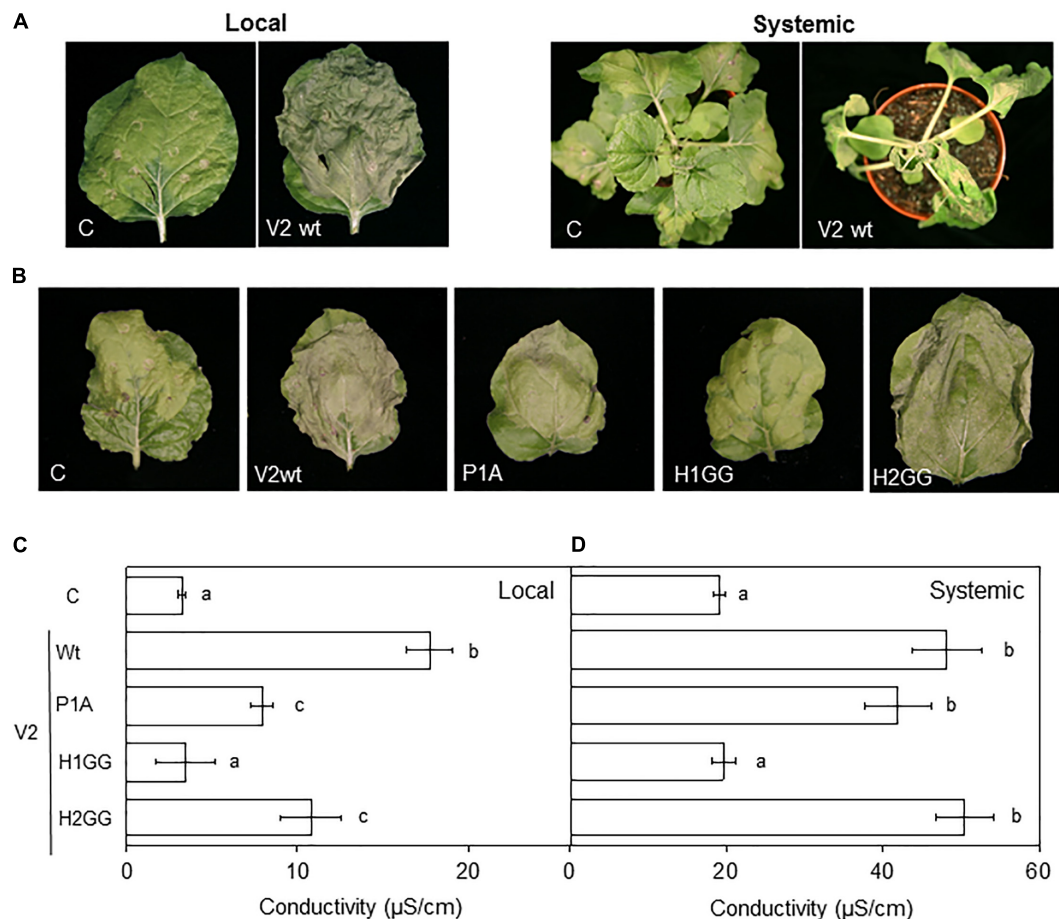 A
Local
Systemic
C
V2 wt
C
V2 wt
B
C
V2wt
P1A
H1GG
H2GG
C
D
Local
Systemic
V2
C
a
a
Wt
b
b
P1A
c
b
H1GG
a
a
H2GG
c
b
0 10 20
0 20 40 60
Conductivity (µS/cm)
Conductivity (µS/cm)